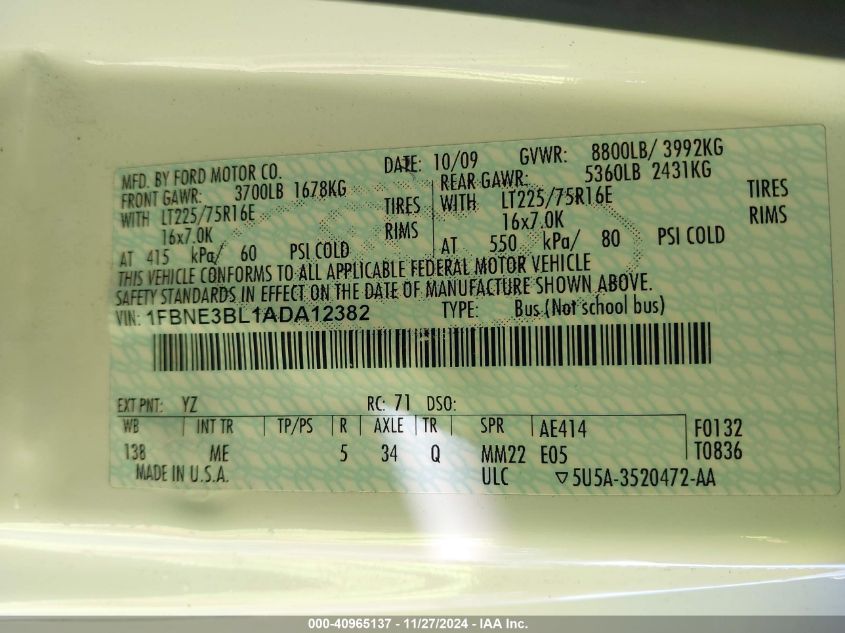 MFD. BY FORD MOTOR CO. DATE: 10/09 GVWR: 8800LB/ 3992KG
FRONT GAWR: 3700LB 1678KG REAR GAWR: 5360LB 2431KG
WITH LT225/75R16E TIRES WITH LT225/75R16E TIRES
16x7.0K RIMS 16x7.0K RIMS
AT 415 kPa/ 60 PSI COLD AT 550 kPa/ 80 PSI COLD
THIS VEHICLE CONFORMS TO ALL APPLICABLE FEDERAL MOTOR VEHICLE
SAFETY STANDARDS IN EFFECT ON THE DATE OF MANUFACTURE SHOWN ABOVE.
VIN: 1FBNE3BL1ADA12382 TYPE: Bus (Not school bus)
EXT PNT: YZ RC: 71 DSO:
WB INT TR TP/PS R AXLE TR SPR AE414 F0132
138 ME 5 34 Q MM22 E05 T0836
MADE IN U.S.A. ULC ▽5U5A-3520472-AA
000-40965137 - 11/27/2024 - IAA Inc.